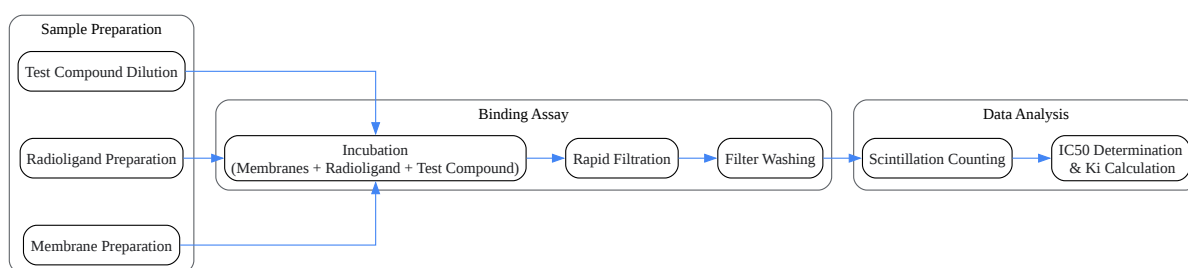 Sample Preparation
Test Compound Dilution
Radioligand Preparation
Membrane Preparation
Binding Assay
Incubation
(Membranes + Radioligand + Test Compound)
Rapid Filtration
Filter Washing
Data Analysis
Scintillation Counting
IC50 Determination
& Ki Calculation